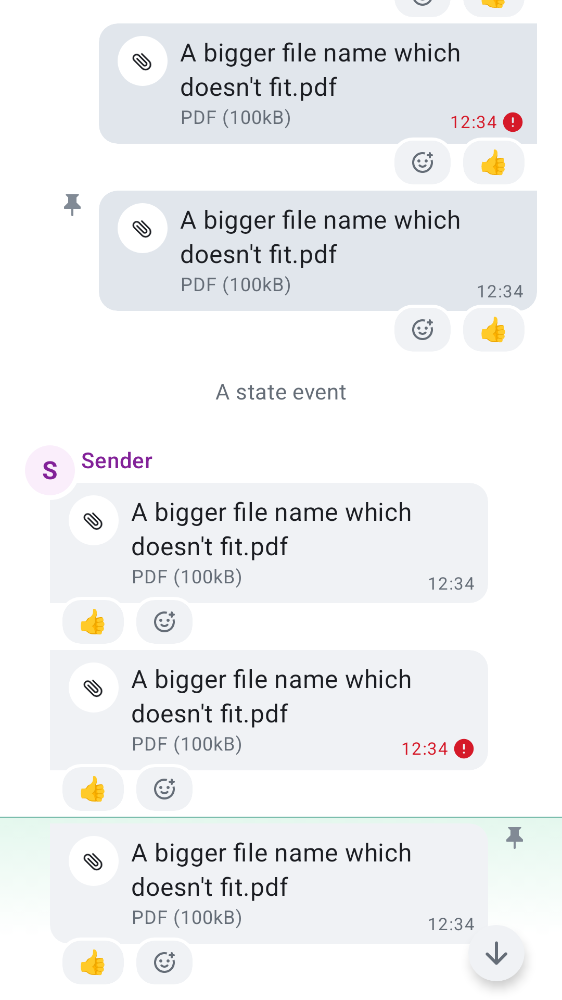 A bigger file name which
doesn't fit.pdf
PDF (100kB)
12:34
A bigger file name which
doesn't fit.pdf
PDF (100kB)
12:34
A state event
S Sender
A bigger file name which
doesn't fit.pdf
PDF (100kB)
12:34
A bigger file name which
doesn't fit.pdf
PDF (100kB)
12:34
A bigger file name which
doesn't fit.pdf
PDF (100kB)
12:34